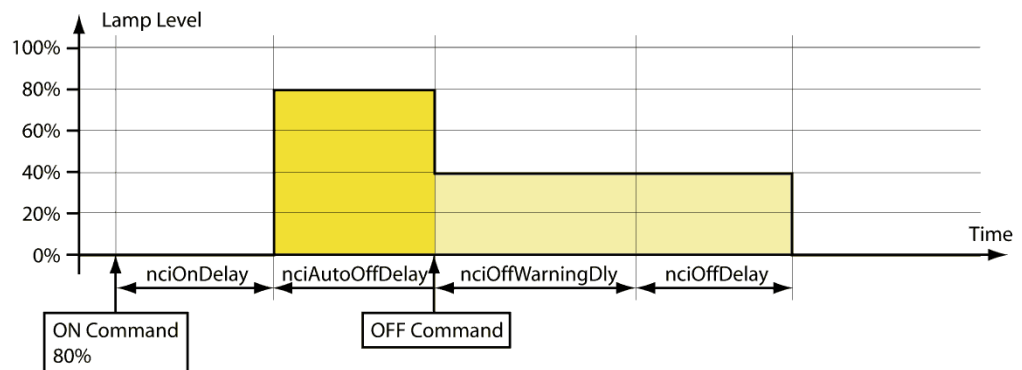 Lamp Level
100%
80%
60%
40%
20%
0%
Time
nciOnDelay
nciAutoOffDelay
nciOffWarningDly
nciOffDelay
ON Command
80%
OFF Command